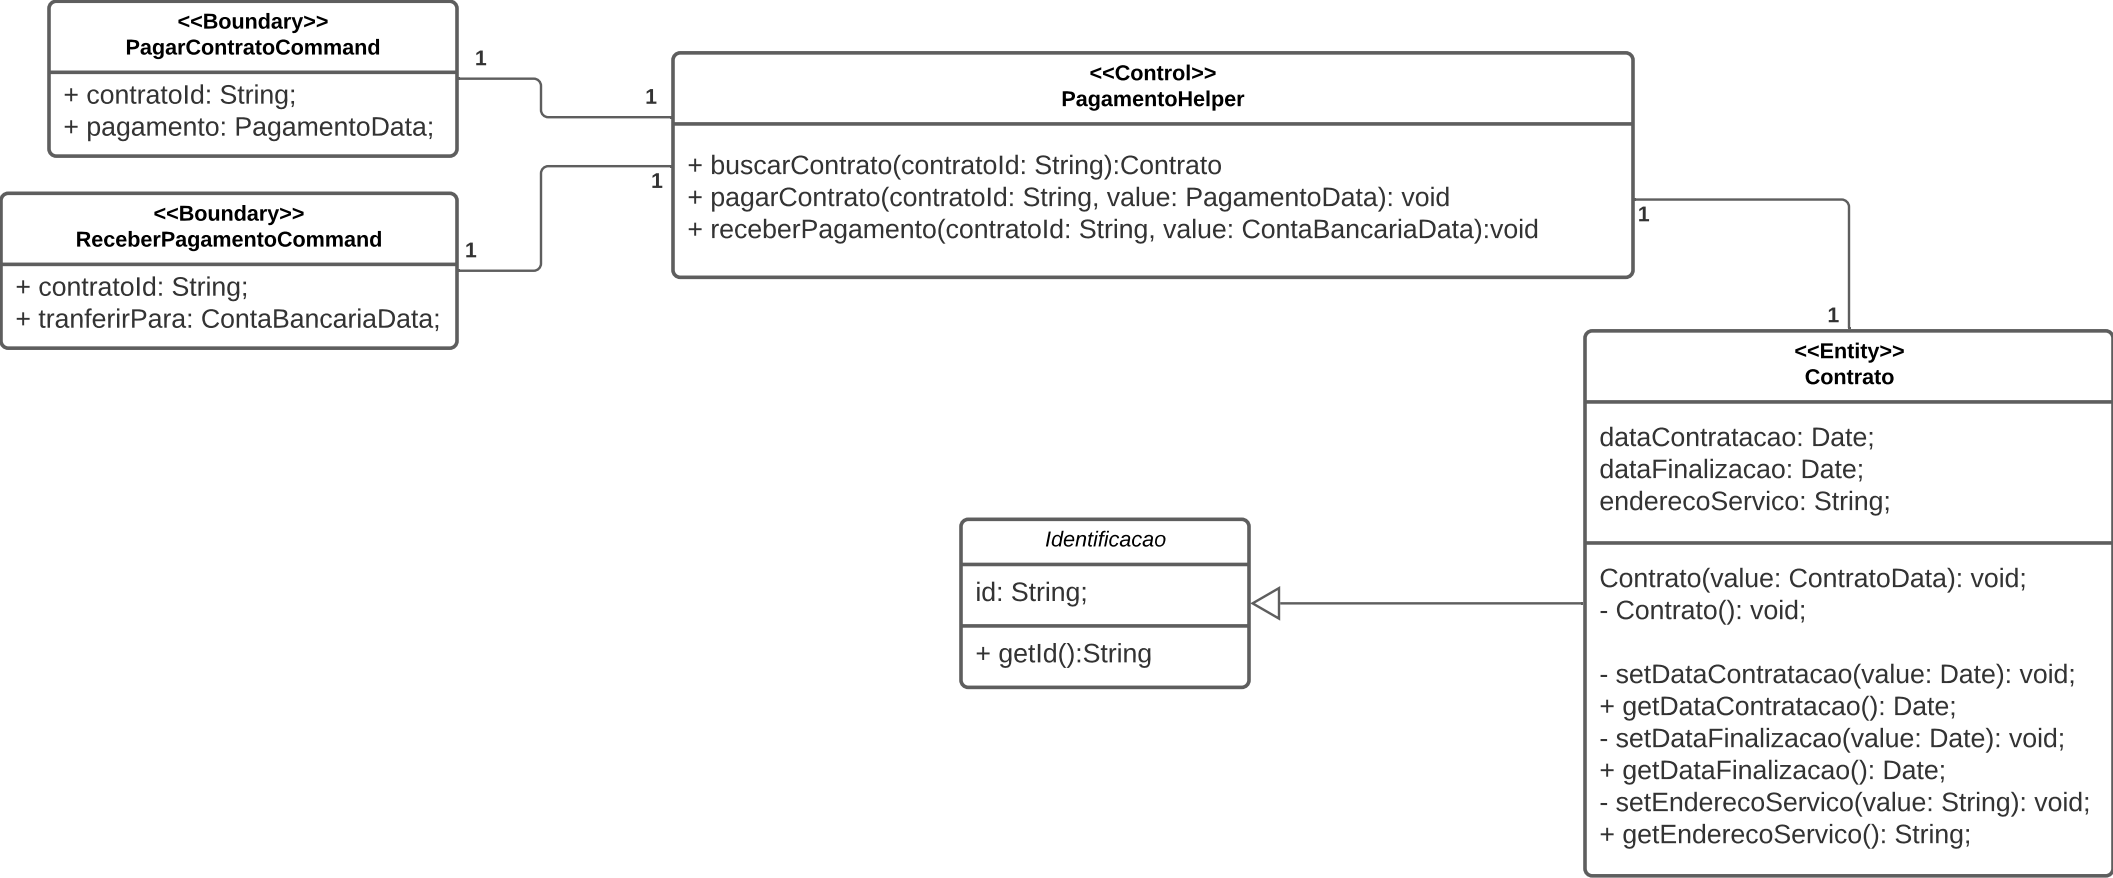 <<Boundary>>
PagarContratoCommand
+ contratoId: String;
+ pagamento: PagamentoData;
1
1
<<Control>>
PagamentoHelper
+ buscarContrato(contratoId: String):Contrato
+ pagarContrato(contratoId: String, value: PagamentoData): void
+ receberPagamento(contratoId: String, value: ContaBancariaData):void
<<Boundary>>
ReceberPagamentoCommand
+ contratoId: String;
+ tranferirPara: ContaBancariaData;
1
1
1
1
<<Entity>>
Contrato
dataContratacao: Date;
dataFinalizacao: Date;
enderecoServico: String;
Contrato(value: ContratoData): void;
- Contrato(): void;
- setDataContratacao(value: Date): void;
+ getDataContratacao(): Date;
- setDataFinalizacao(value: Date): void;
+ getDataFinalizacao(): Date;
- setEnderecoServico(value: String): void;
+ getEnderecoServico(): String;
Identificacao
id: String;
+ getId():String